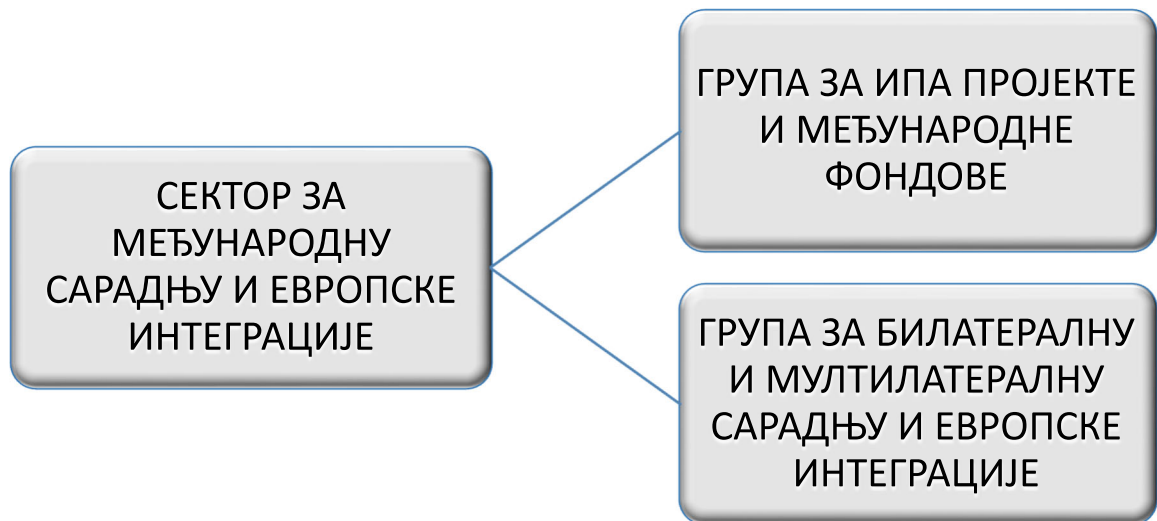 СЕКТОР ЗА
МЕЂУНАРОДНУ
САРАДЊУ И ЕВРОПСКЕ
ИНТЕГРАЦИЈЕ
ГРУПА ЗА ИПА ПРОЈЕКТЕ
И МЕЂУНАРОДНЕ
ФОНДОВЕ
ГРУПА ЗА БИЛАТЕРАЛНУ
И МУЛТИЛАТЕРАЛНУ
САРАДЊУ И ЕВРОПСКЕ
ИНТЕГРАЦИЈЕ